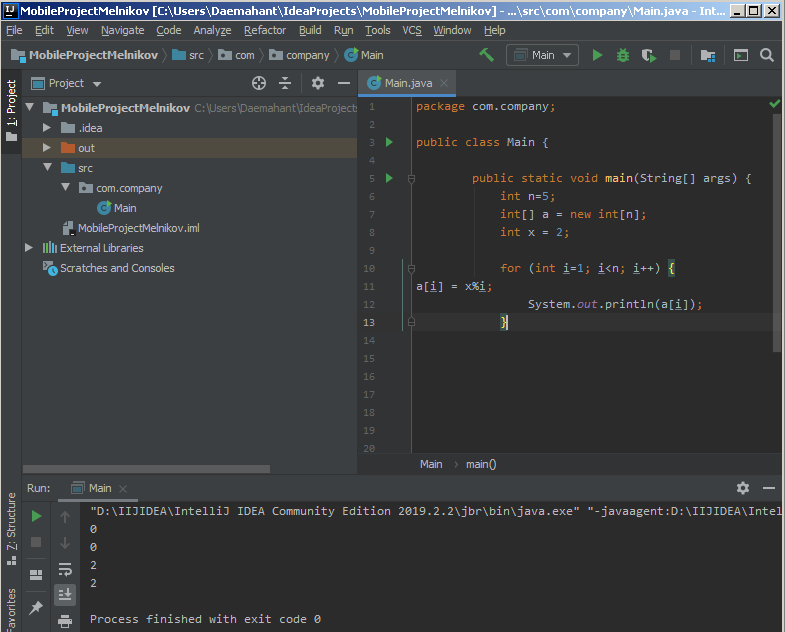 MobileProjectMelnikov [C:\Users\Daemahant\IdeaProjects\MobileProjectMelnikov] - ...\src\com\company\Main.java - Int...
File Edit View Navigate Code Analyze Refactor Build Run Tools VCS Window Help
MobileProjectMelnikov src com company Main Main
1: Project
Project
Main.java
MobileProjectMelnikov C:\Users\Daemahant\IdeaProjects
.idea
out
src
com.company
Main
MobileProjectMelnikov.iml
External Libraries
Scratches and Consoles
1 package com.company;
2
3 public class Main {
4
5 public static void main(String[] args) {
6 int n=5;
7 int[] a = new int[n];
8 int x = 2;
9
10 for (int i=1; i<n; i++) {
11 a[i] = x%i;
12 System.out.println(a[i]);
13 }
14
15
16
17
18
19
20
Main main()
Run: Main
Z: Structure
Favorites
"D:\IIJIDEA\IntelliJ IDEA Community Edition 2019.2.2\jbr\bin\java.exe" "-javaagent:D:\IIJIDEA\Intel
0
0
2
2
Process finished with exit code 0